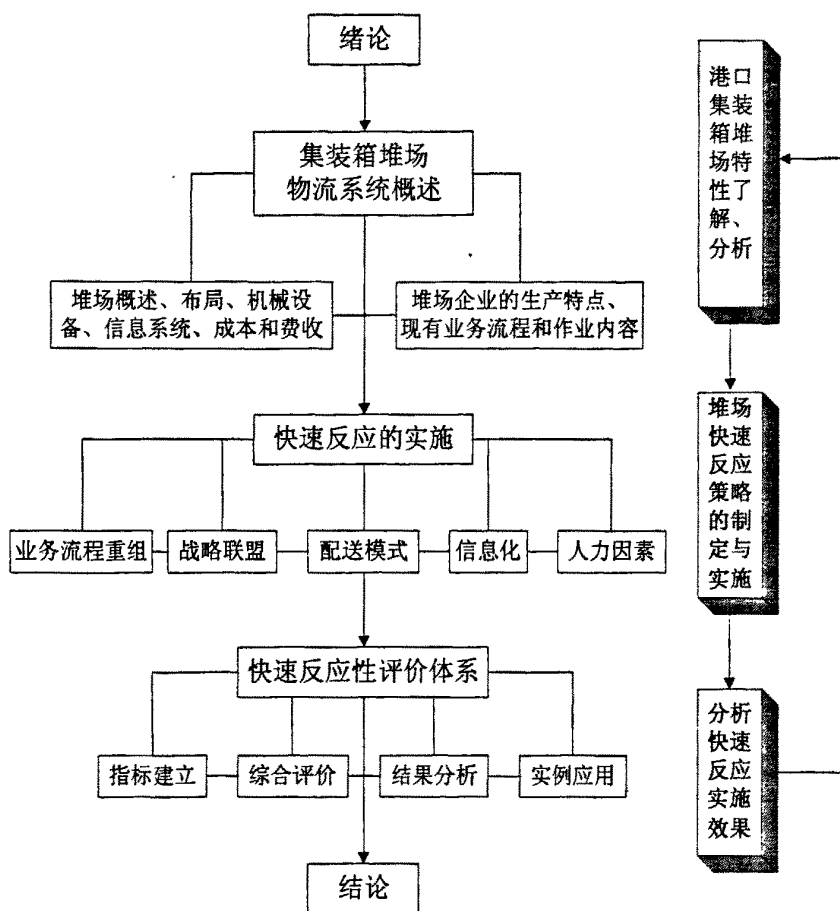 绪论
集装箱堆场
物流系统概述
堆场概述、布局、机械设
备、信息系统、成本和费收
堆场企业的生产特点、
现有业务流程和作业内容
快速反应的实施
业务流程重组
战略联盟
配送模式
信息化
人力因素
快速反应性评价体系
指标建立
综合评价
结果分析
实例应用
结论
港口
集装
箱堆
场特
性了
解、
分析
堆场
快速
反应
策略
的制
定与
实施
分析
快速
反应
实施
效果